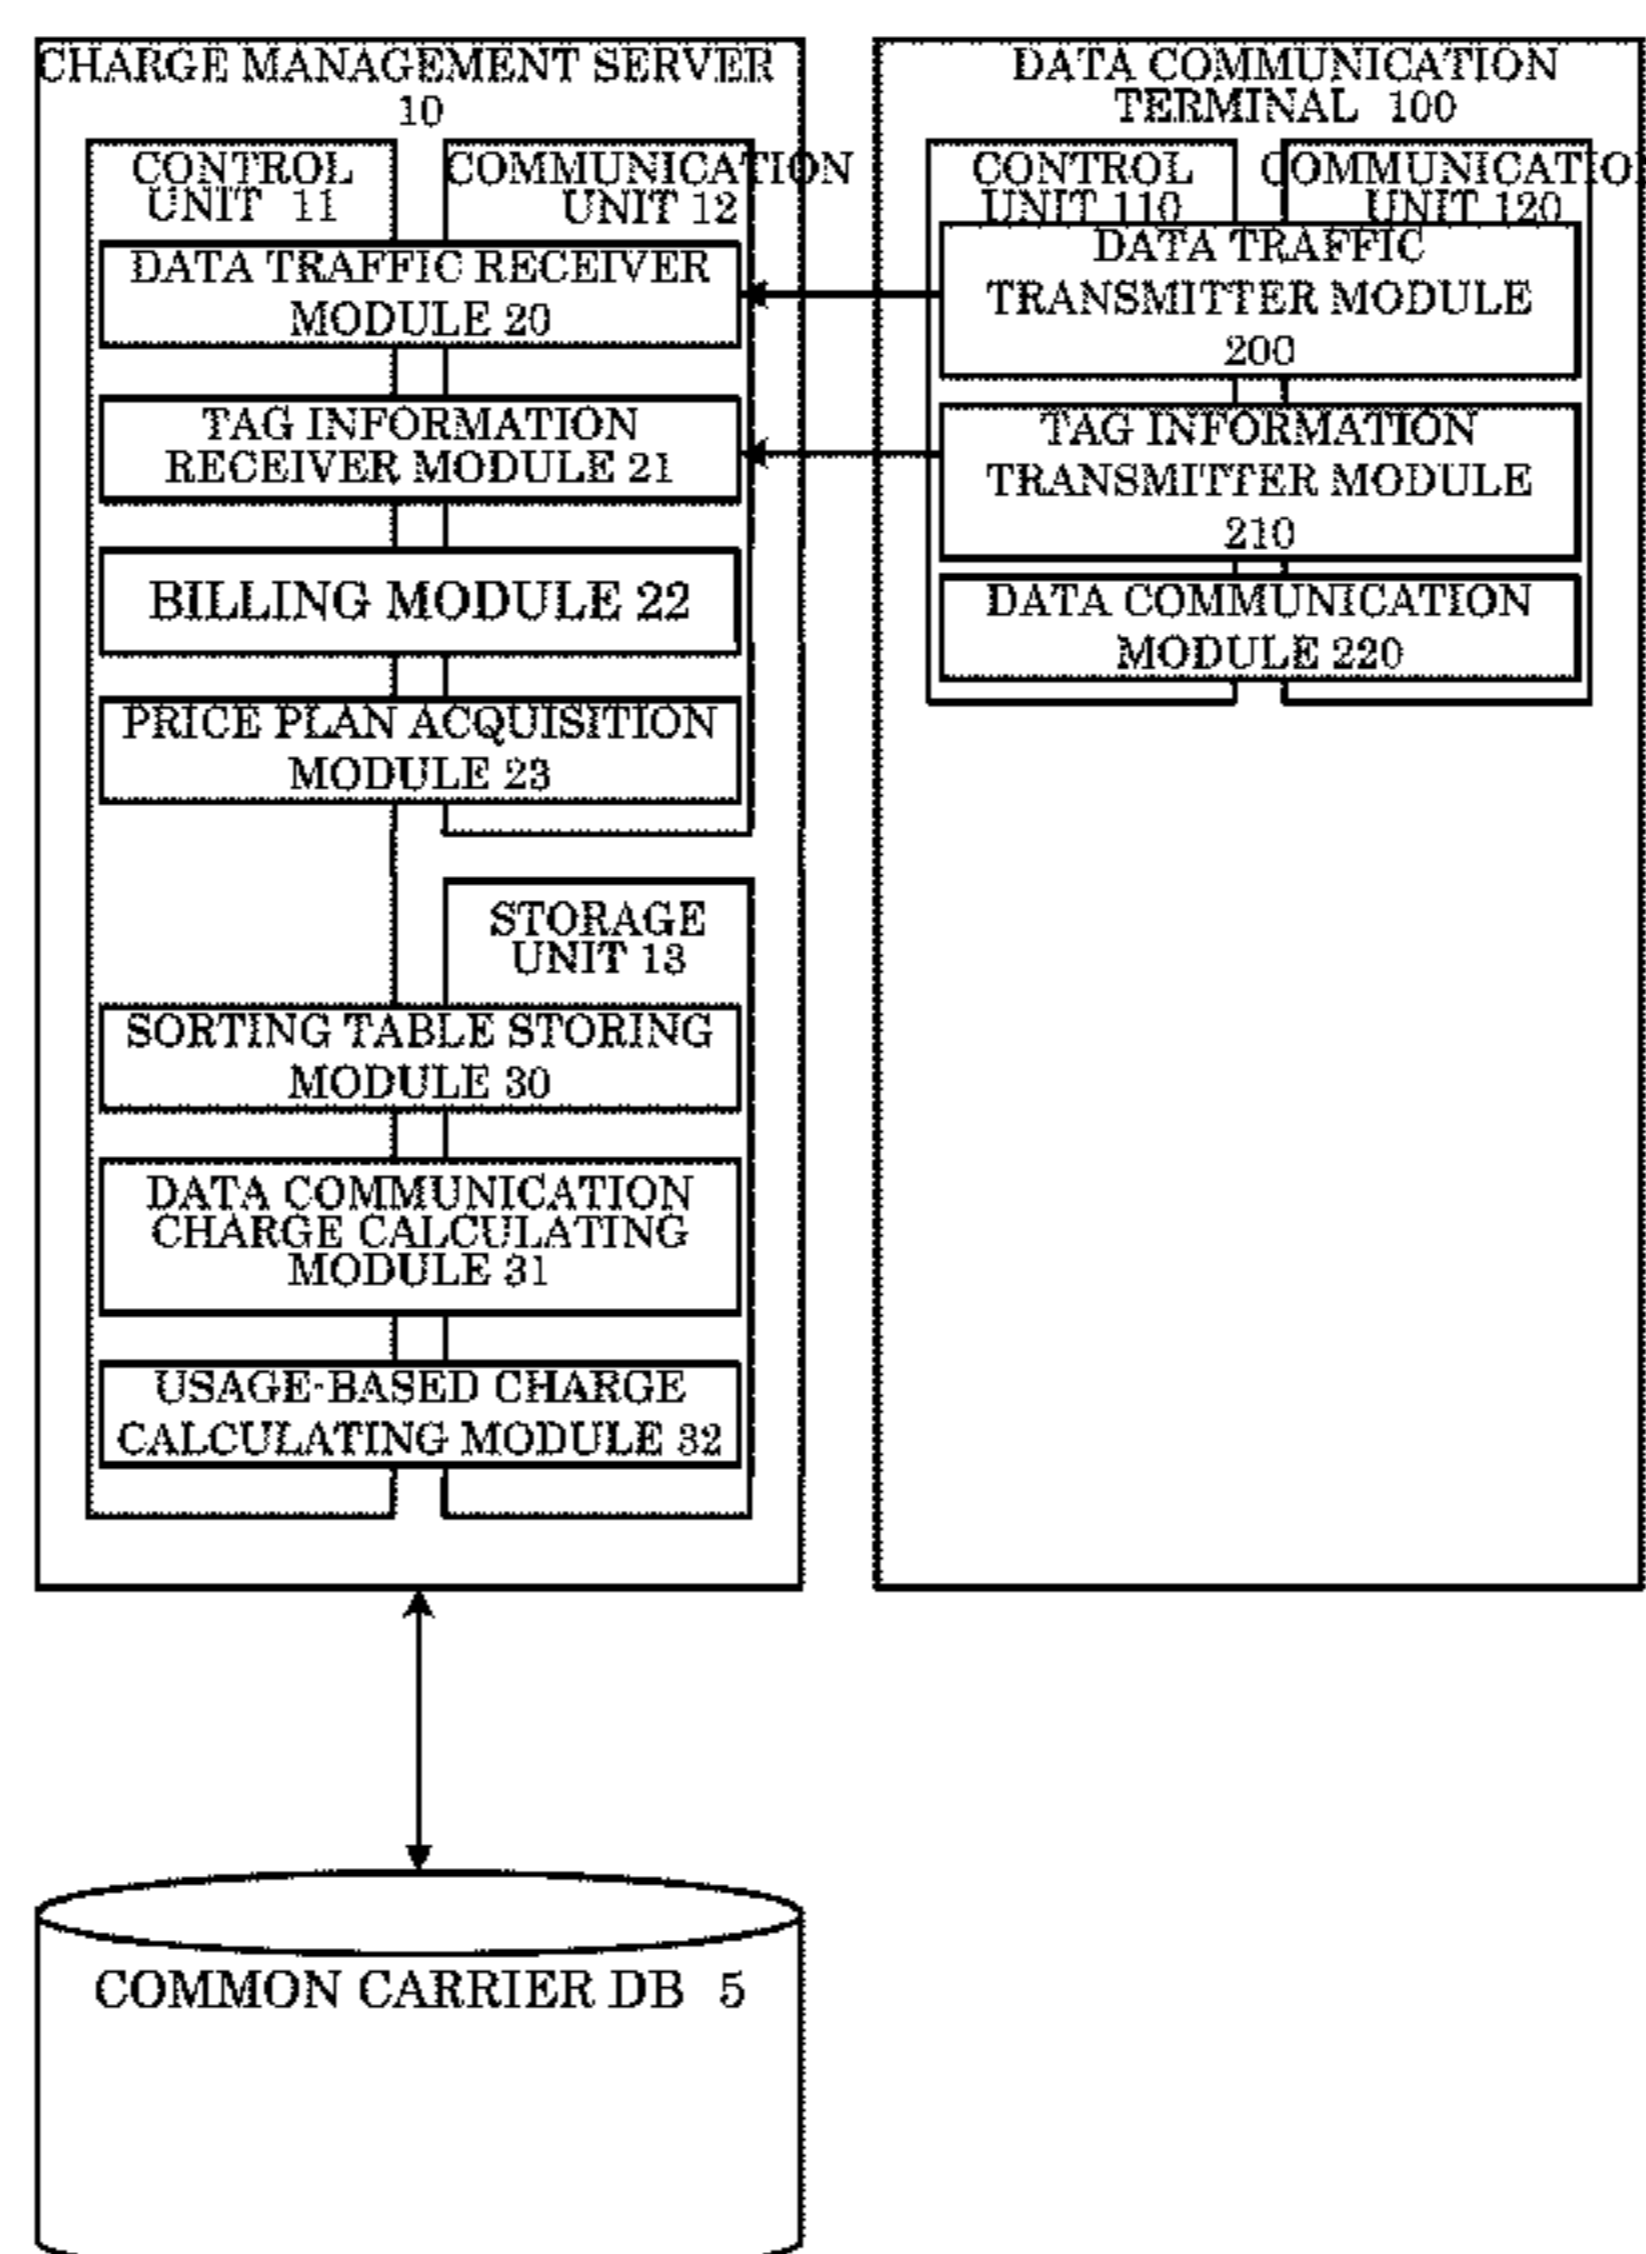 CHARGE MANAGEMENT SERVER
10
CONTROL
UNIT 11
COMMUNICATION
UNIT 12
DATA TRAFFIC RECEIVER
MODULE 20
TAG INFORMATION
RECEIVER MODULE 21
BILLING MODULE 22
PRICE PLAN ACQUISITION
MODULE 23
STORAGE
UNIT 13
SORTING TABLE STORING
MODULE 30
DATA COMMUNICATION
CHARGE CALCULATING
MODULE 31
USAGE-BASED CHARGE
CALCULATING MODULE 32
DATA COMMUNICATION
TERMINAL 100
CONTROL
UNIT 110
COMMUNICATIO
UNIT 120
DATA TRAFFIC
TRANSMITTER MODULE
200
TAG INFORMATION
TRANSMITTER MODULE
210
DATA COMMUNICATION
MODULE 220
COMMON CARRIER DB 5